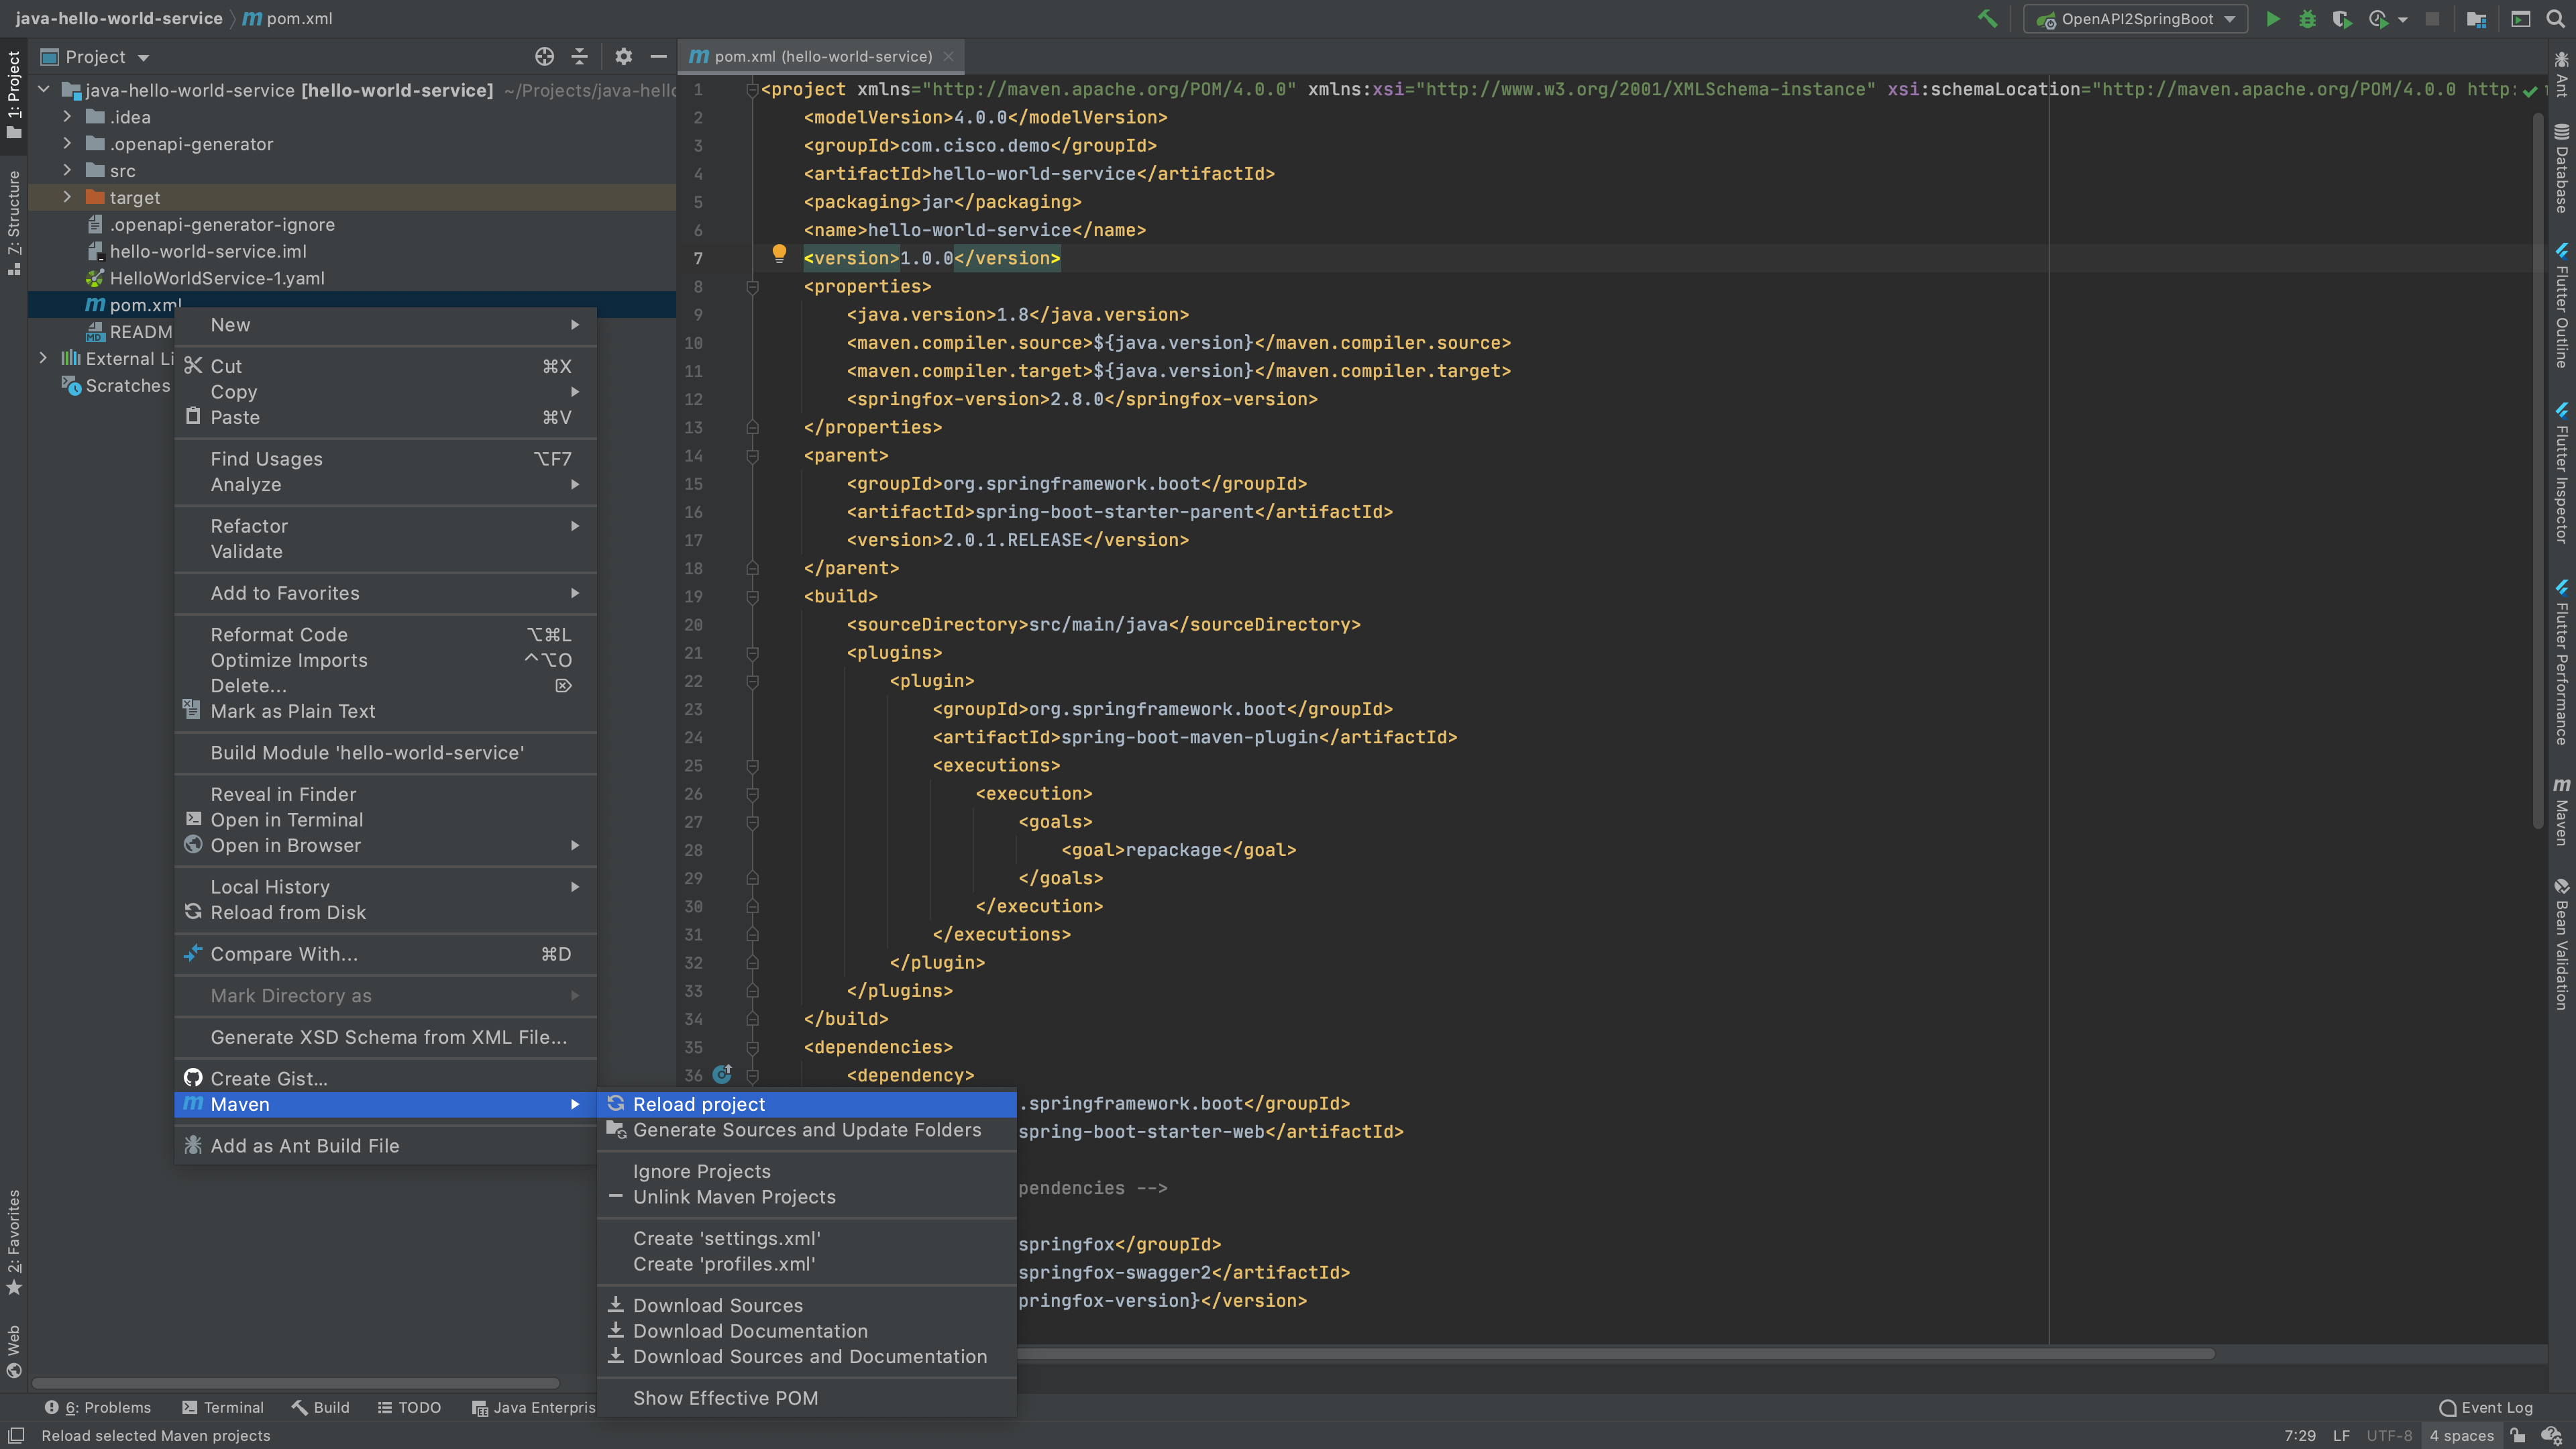 java-hello-world-service
pom.xml
OpenAPI2SpringBoot
1: Project
Z: Structure
2: Favorites
Web
Project
java-hello-world-service [hello-world-service] ~/Projects/java-hell
.idea
.openapi-generator
src
target
.openapi-generator-ignore
hello-world-service.iml
HelloWorldService-1.yaml
pom.xml
READM
External Li
Scratches
New
Cut ⌘X
Copy
Paste ⌘V
Find Usages ⌥F7
Analyze
Refactor
Validate
Add to Favorites
Reformat Code ⌥⌘L
Optimize Imports ^⌥O
Delete... ⌦
Mark as Plain Text
Build Module 'hello-world-service'
Reveal in Finder
Open in Terminal
Open in Browser
Local History
Reload from Disk
Compare With... ⌘D
Mark Directory as
Generate XSD Schema from XML File...
Create Gist...
Maven
Add as Ant Build File
Reload project
Generate Sources and Update Folders
Ignore Projects
Unlink Maven Projects
Create 'settings.xml'
Create 'profiles.xml'
Download Sources
Download Documentation
Download Sources and Documentation
Show Effective POM
pom.xml (hello-world-service)
1 <project xmlns="http://maven.apache.org/POM/4.0.0" xmlns:xsi="http://www.w3.org/2001/XMLSchema-instance" xsi:schemaLocation="http://maven.apache.org/POM/4.0.0 http:
2 <modelVersion>4.0.0</modelVersion>
3 <groupId>com.cisco.demo</groupId>
4 <artifactId>hello-world-service</artifactId>
5 <packaging>jar</packaging>
6 <name>hello-world-service</name>
7 <version>1.0.0</version>
8 <properties>
9 <java.version>1.8</java.version>
10 <maven.compiler.source>${java.version}</maven.compiler.source>
11 <maven.compiler.target>${java.version}</maven.compiler.target>
12 <springfox-version>2.8.0</springfox-version>
13 </properties>
14 <parent>
15 <groupId>org.springframework.boot</groupId>
16 <artifactId>spring-boot-starter-parent</artifactId>
17 <version>2.0.1.RELEASE</version>
18 </parent>
19 <build>
20 <sourceDirectory>src/main/java</sourceDirectory>
21 <plugins>
22 <plugin>
23 <groupId>org.springframework.boot</groupId>
24 <artifactId>spring-boot-maven-plugin</artifactId>
25 <executions>
26 <execution>
27 <goals>
28 <goal>repackage</goal>
29 </goals>
30 </execution>
31 </executions>
32 </plugin>
33 </plugins>
34 </build>
35 <dependencies>
36 <dependency>
.springframework.boot</groupId>
spring-boot-starter-web</artifactId>
pendencies -->
springfox</groupId>
springfox-swagger2</artifactId>
pringfox-version}</version>
Ant
Database
Flutter Outline
Flutter Inspector
Flutter Performance
Maven
Bean Validation
6: Problems
Terminal
Build
TODO
Java Enterpris
Event Log
Reload selected Maven projects
7:29 LF UTF-8 4 spaces